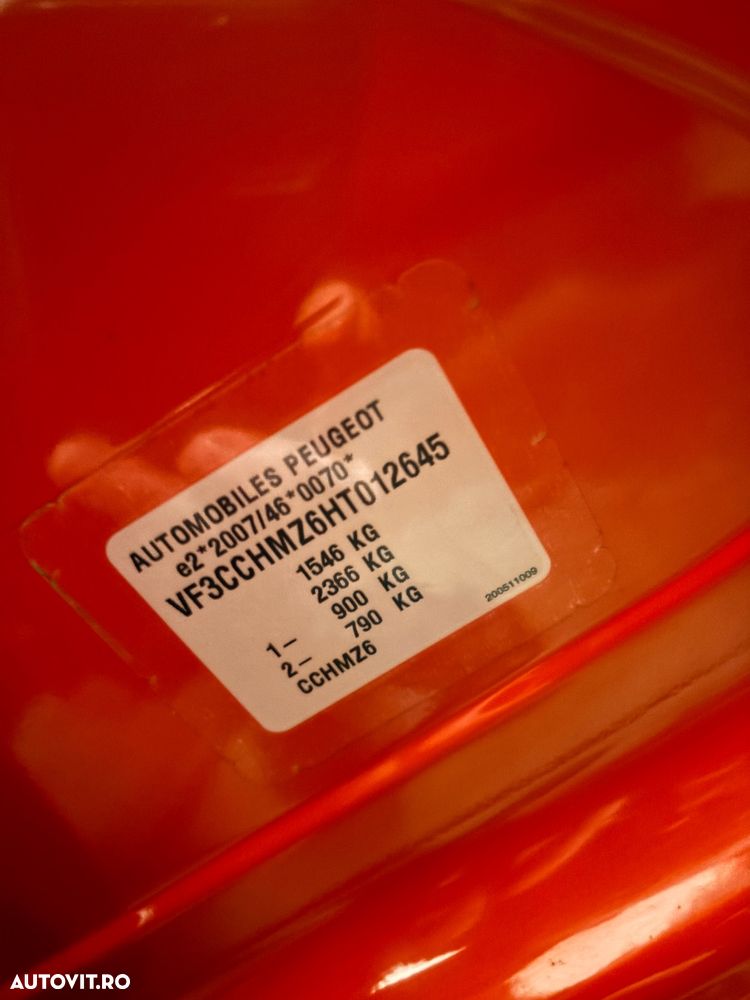 AUTOMOBILES PEUGEOT
e2*2007/46*0070*
VF3CCHMZ6HT012645
1546 KG
2366 KG
1– 900 KG
2– 790 KG
CCHMZ6
200511009
AUTOVIT.RO